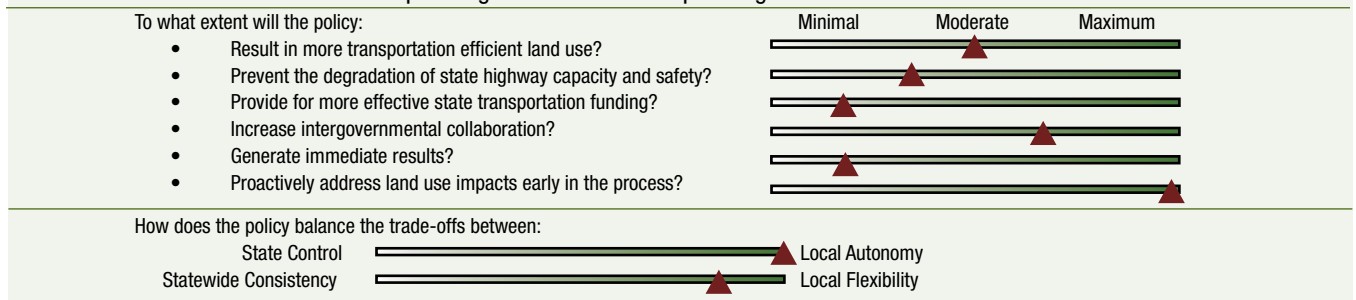 To what extent will the policy: Minimal Moderate Maximum
• Result in more transportation efficient land use?
• Prevent the degradation of state highway capacity and safety?
• Provide for more effective state transportation funding?
• Increase intergovernmental collaboration?
• Generate immediate results?
• Proactively address land use impacts early in the process?
How does the policy balance the trade-offs between:
State Control Local Autonomy
Statewide Consistency Local Flexibility